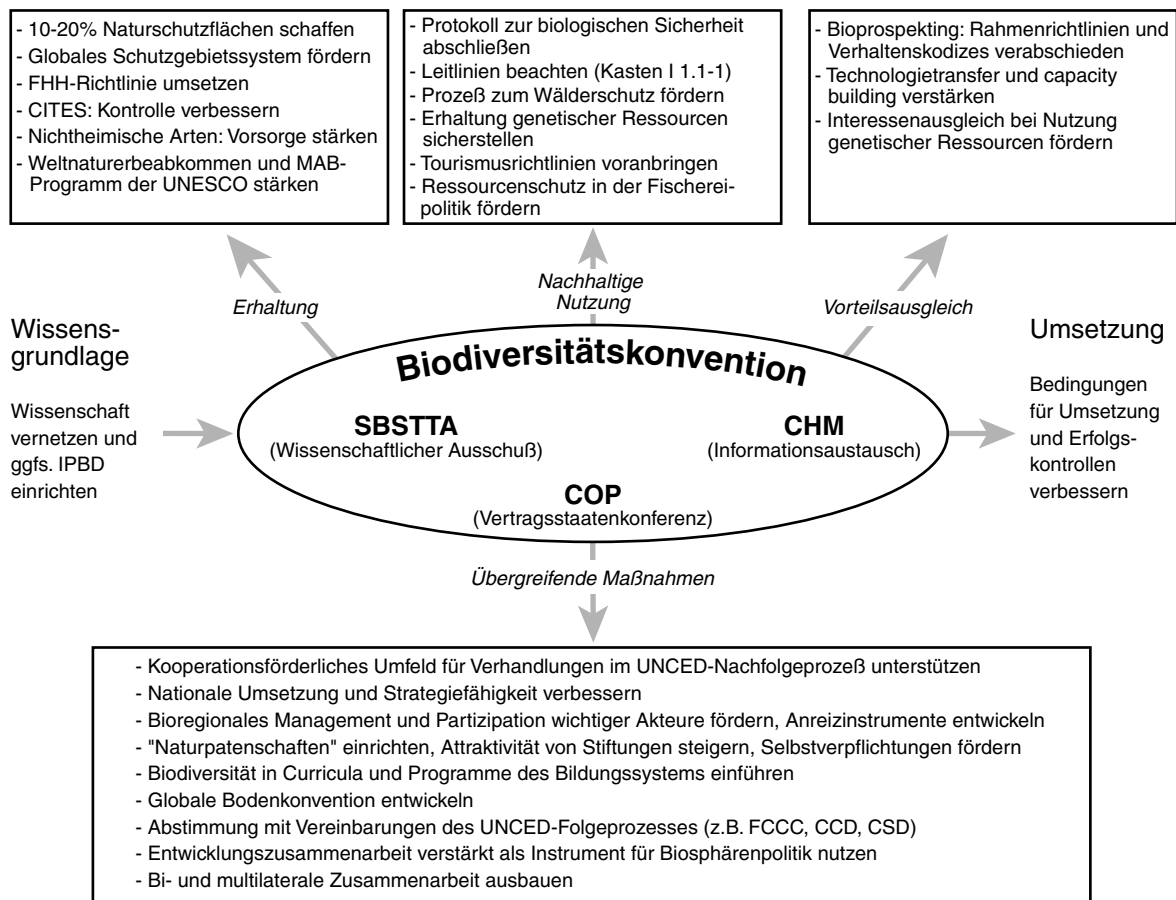 - 10-20% Naturschutzflächen schaffen
- Globales Schutzgebietssystem fördern
- FHH-Richtlinie umsetzen
- CITES: Kontrolle verbessern
- Nichtheimische Arten: Vorsorge stärken
- Weltnaturerbeabkommen und MAB-
Programm der UNESCO stärken
- Protokoll zur biologischen Sicherheit
abschließen
- Leitlinien beachten (Kasten I 1.1-1)
- Prozeß zum Wälderschutz fördern
- Erhaltung genetischer Ressourcen
sicherstellen
- Tourismusrichtlinien voranbringen
- Ressourcenschutz in der Fischerei-
politik fördern
- Bioprospekting: Rahmenrichtlinien und
Verhaltenskodizes verabschieden
- Technologietransfer und capacity
building verstärken
- Interessenausgleich bei Nutzung
genetischer Ressourcen fördern
Erhaltung
Nachhaltige
Nutzung
Vorteilsausgleich
Wissens-
grundlage
Wissenschaft
vernetzen und
ggfs. IPBD
einrichten
Biodiversitätskonvention
SBSTTA
(Wissenschaftlicher Ausschuß)
CHM
(Informationsaustausch)
COP
(Vertragsstaatenkonferenz)
Umsetzung
Bedingungen
für Umsetzung
und Erfolgs-
kontrollen
verbessern
Übergreifende Maßnahmen
- Kooperationsförderliches Umfeld für Verhandlungen im UNCED-Nachfolgeprozeß unterstützen
- Nationale Umsetzung und Strategiefähigkeit verbessern
- Bioregionales Management und Partizipation wichtiger Akteure fördern, Anreizinstrumente entwickeln
- "Naturpatenschaften" einrichten, Attraktivität von Stiftungen steigern, Selbstverpflichtungen fördern
- Biodiversität in Curricula und Programme des Bildungssystems einführen
- Globale Bodenkonvention entwickeln
- Abstimmung mit Vereinbarungen des UNCED-Folgeprozesses (z.B. FCCC, CCD, CSD)
- Entwicklungszusammenarbeit verstärkt als Instrument für Biosphärenpolitik nutzen
- Bi- und multilaterale Zusammenarbeit ausbauen